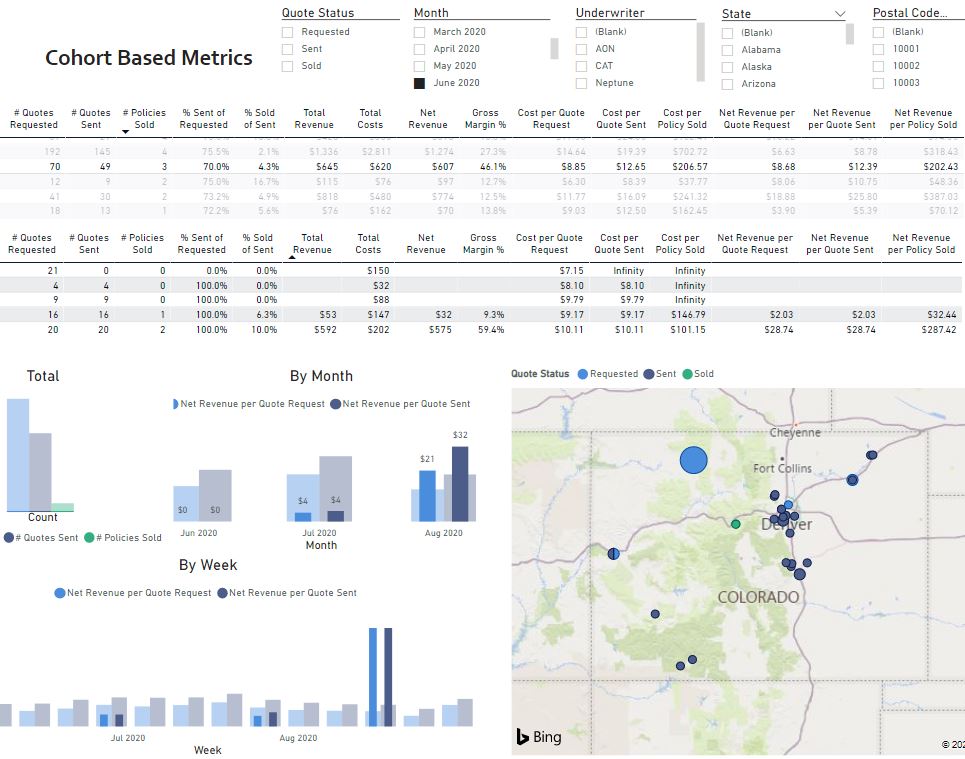 Quote Status
Requested
Sent
Sold
Month
March 2020
April 2020
May 2020
June 2020
Underwriter
(Blank)
AON
CAT
Neptune
State
(Blank)
Alabama
Alaska
Arizona
Postal Code...
(Blank)
10001
10002
10003
Cohort Based Metrics
# Quotes Requested # Quotes Sent # Policies Sold % Sent of Requested % Sold of Sent Total Revenue Total Costs Net Revenue Gross Margin % Cost per Quote Request Cost per Quote Sent Cost per Policy Sold Net Revenue per Quote Request Net Revenue per Quote Sent Net Revenue per Policy Sold
192 145 4 75.5% 2.1% $1,336 $2,811 $1,274 27.3% $14.64 $19.39 $702.72 $6.63 $8.78 $318.43
70 49 3 70.0% 4.3% $645 $620 $607 46.1% $8.85 $12.65 $206.57 $8.68 $12.39 $202.43
12 9 2 75.0% 16.7% $115 $76 $97 12.7% $6.30 $8.39 $37.77 $8.06 $10.75 $48.36
41 30 2 73.2% 4.9% $818 $480 $774 12.5% $11.77 $16.09 $241.32 $18.88 $25.80 $387.03
18 13 1 72.2% 5.6% $76 $162 $70 13.8% $9.03 $12.50 $162.45 $3.90 $5.39 $70.12
# Quotes Requested # Quotes Sent # Policies Sold % Sent of Requested % Sold of Sent Total Revenue Total Costs Net Revenue Gross Margin % Cost per Quote Request Cost per Quote Sent Cost per Policy Sold Net Revenue per Quote Request Net Revenue per Quote Sent Net Revenue per Policy Sold
21 0 0 0.0% 0.0% $150 $7.15 Infinity Infinity
4 4 0 100.0% 0.0% $32 $8.10 $8.10 Infinity
9 9 0 100.0% 0.0% $88 $9.79 $9.79 Infinity
16 16 1 100.0% 6.3% $53 $147 $32 9.3% $9.17 $9.17 $146.79 $2.03 $2.03 $32.44
20 20 2 100.0% 10.0% $592 $202 $575 59.4% $10.11 $10.11 $101.15 $28.74 $28.74 $287.42
Total
Count
# Quotes Sent # Policies Sold
By Month
Net Revenue per Quote Request Net Revenue per Quote Sent
$0 $0 $4 $4 $21 $32
Jun 2020 Jul 2020 Aug 2020
Month
By Week
Net Revenue per Quote Request Net Revenue per Quote Sent
Jul 2020 Aug 2020
Week
Quote Status Requested Sent Sold
Cheyenne
Fort Collins
Denver
COLORADO
Bing
© 202